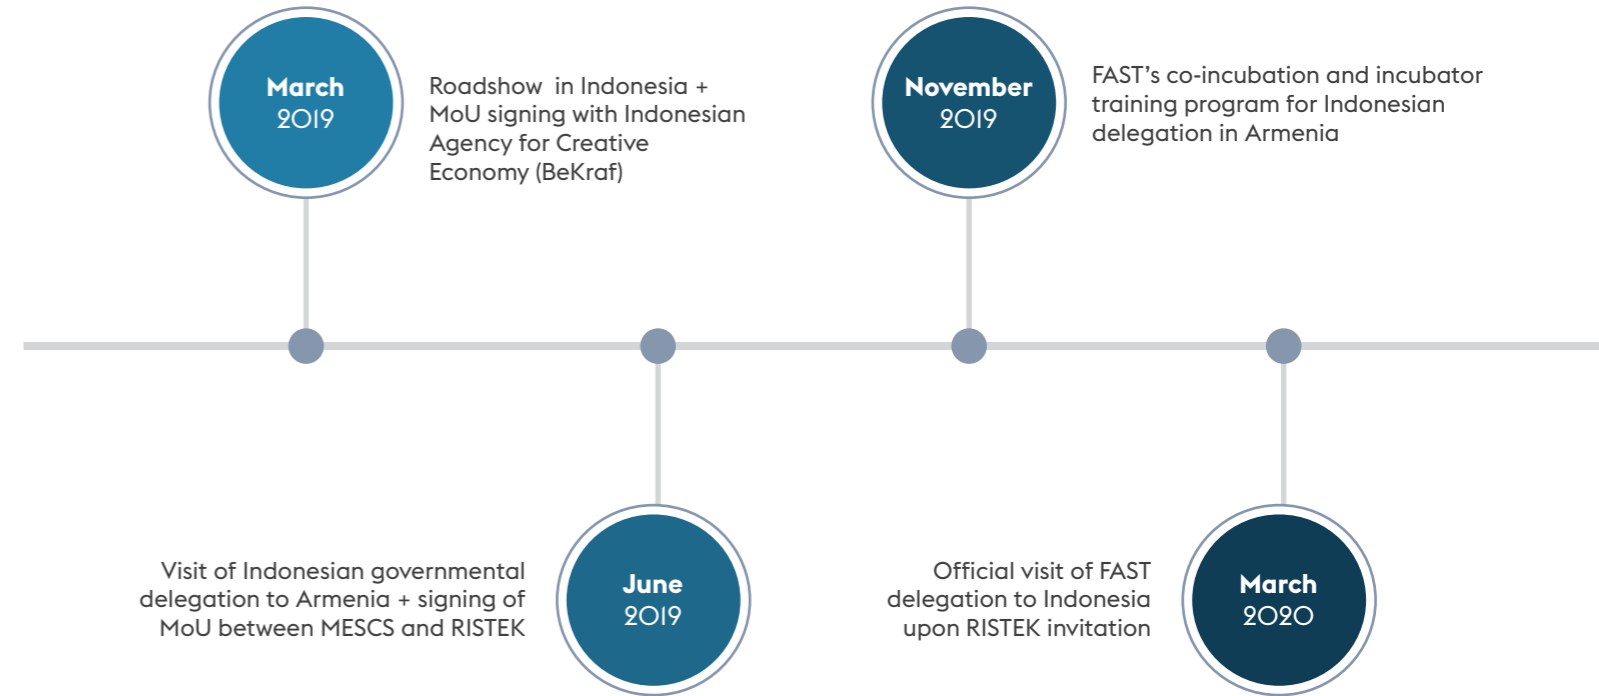 March
2019
Roadshow in Indonesia +
MoU signing with Indonesian
Agency for Creative
Economy (BeKraf)
November
2019
FAST's co-incubation and incubator
training program for Indonesian
delegation in Armenia
Visit of Indonesian governmental
delegation to Armenia + signing of
MoU between MESCS and RISTEK
June
2019
Official visit of FAST
delegation to Indonesia
upon RISTEK invitation
March
2020